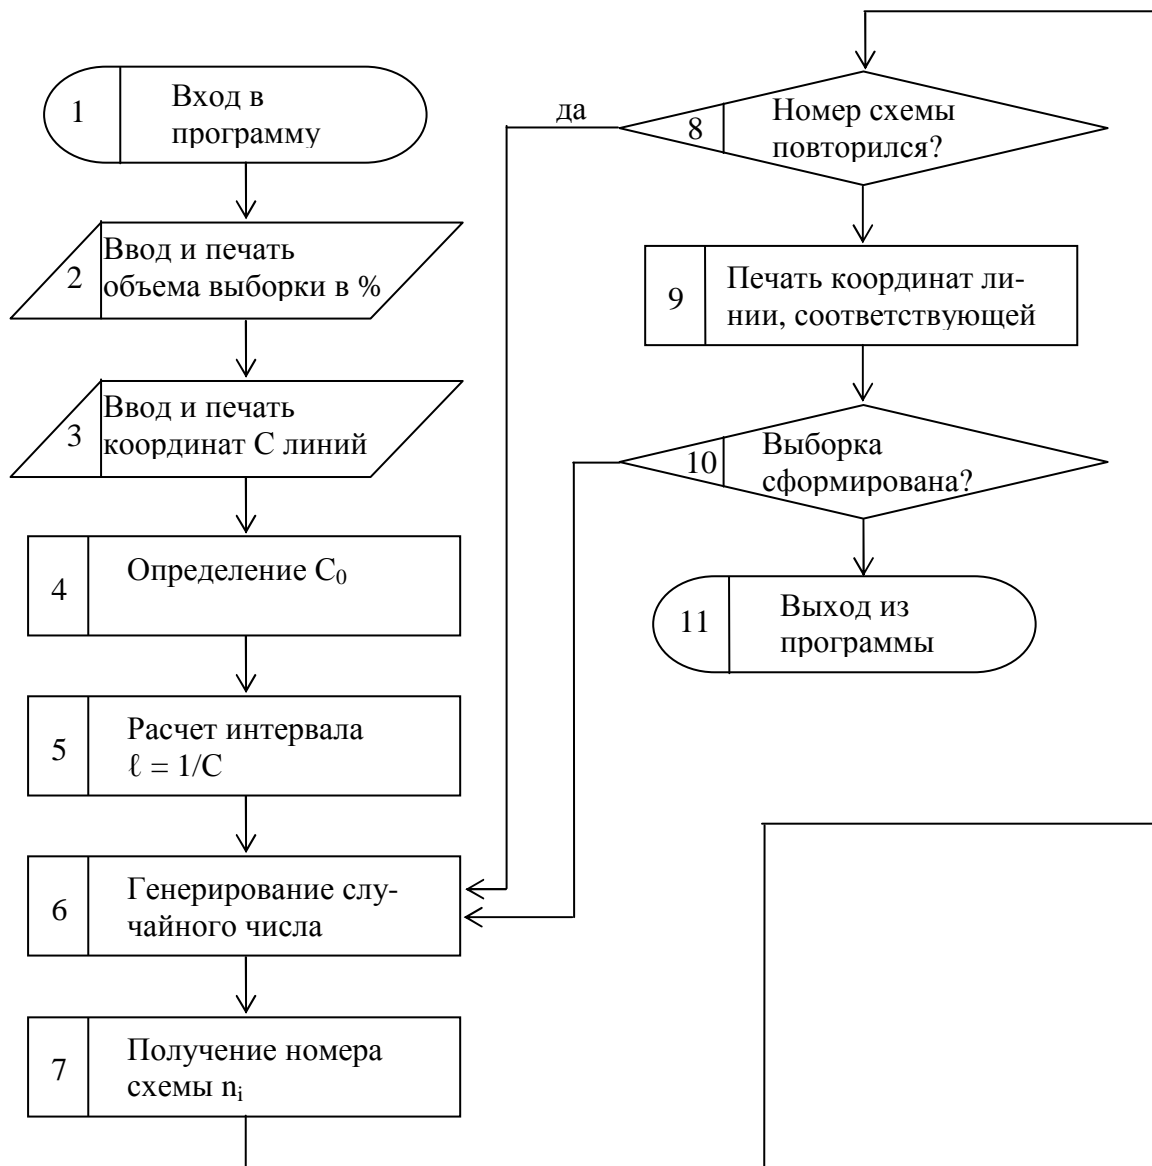 1
Вход в
программу
2
Ввод и печать
объема выборки в %
3
Ввод и печать
координат С линий
4
Определение С₀
5
Расчет интервала
ℓ = 1/С
6
Генерирование слу-
чайного числа
7
Получение номера
схемы nᵢ
да
8
Номер схемы
повторился?
9
Печать координат ли-
нии, соответствующей
10
Выборка
сформирована?
11
Выход из
программы